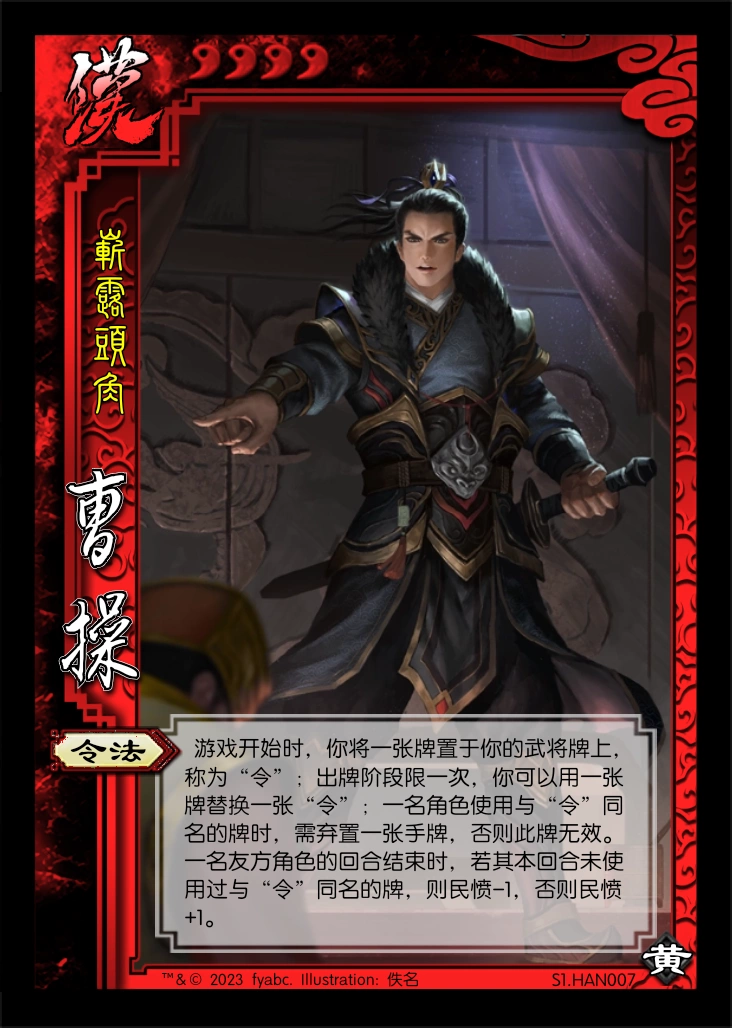 漢
嶄露頭角
曹操
令法
游戏开始时，你将一张牌置于你的武将牌上，
称为“令”；出牌阶段限一次，你可以用一张
牌替换一张“令”；一名角色使用与“令”同
名的牌时，需弃置一张手牌，否则此牌无效。
一名友方角色的回合结束时，若其本回合未使
用过与“令”同名的牌，则民愤-1，否则民愤
+1。
黄
™&© 2023 fyabc. Illustration: 佚名
S1.HAN007